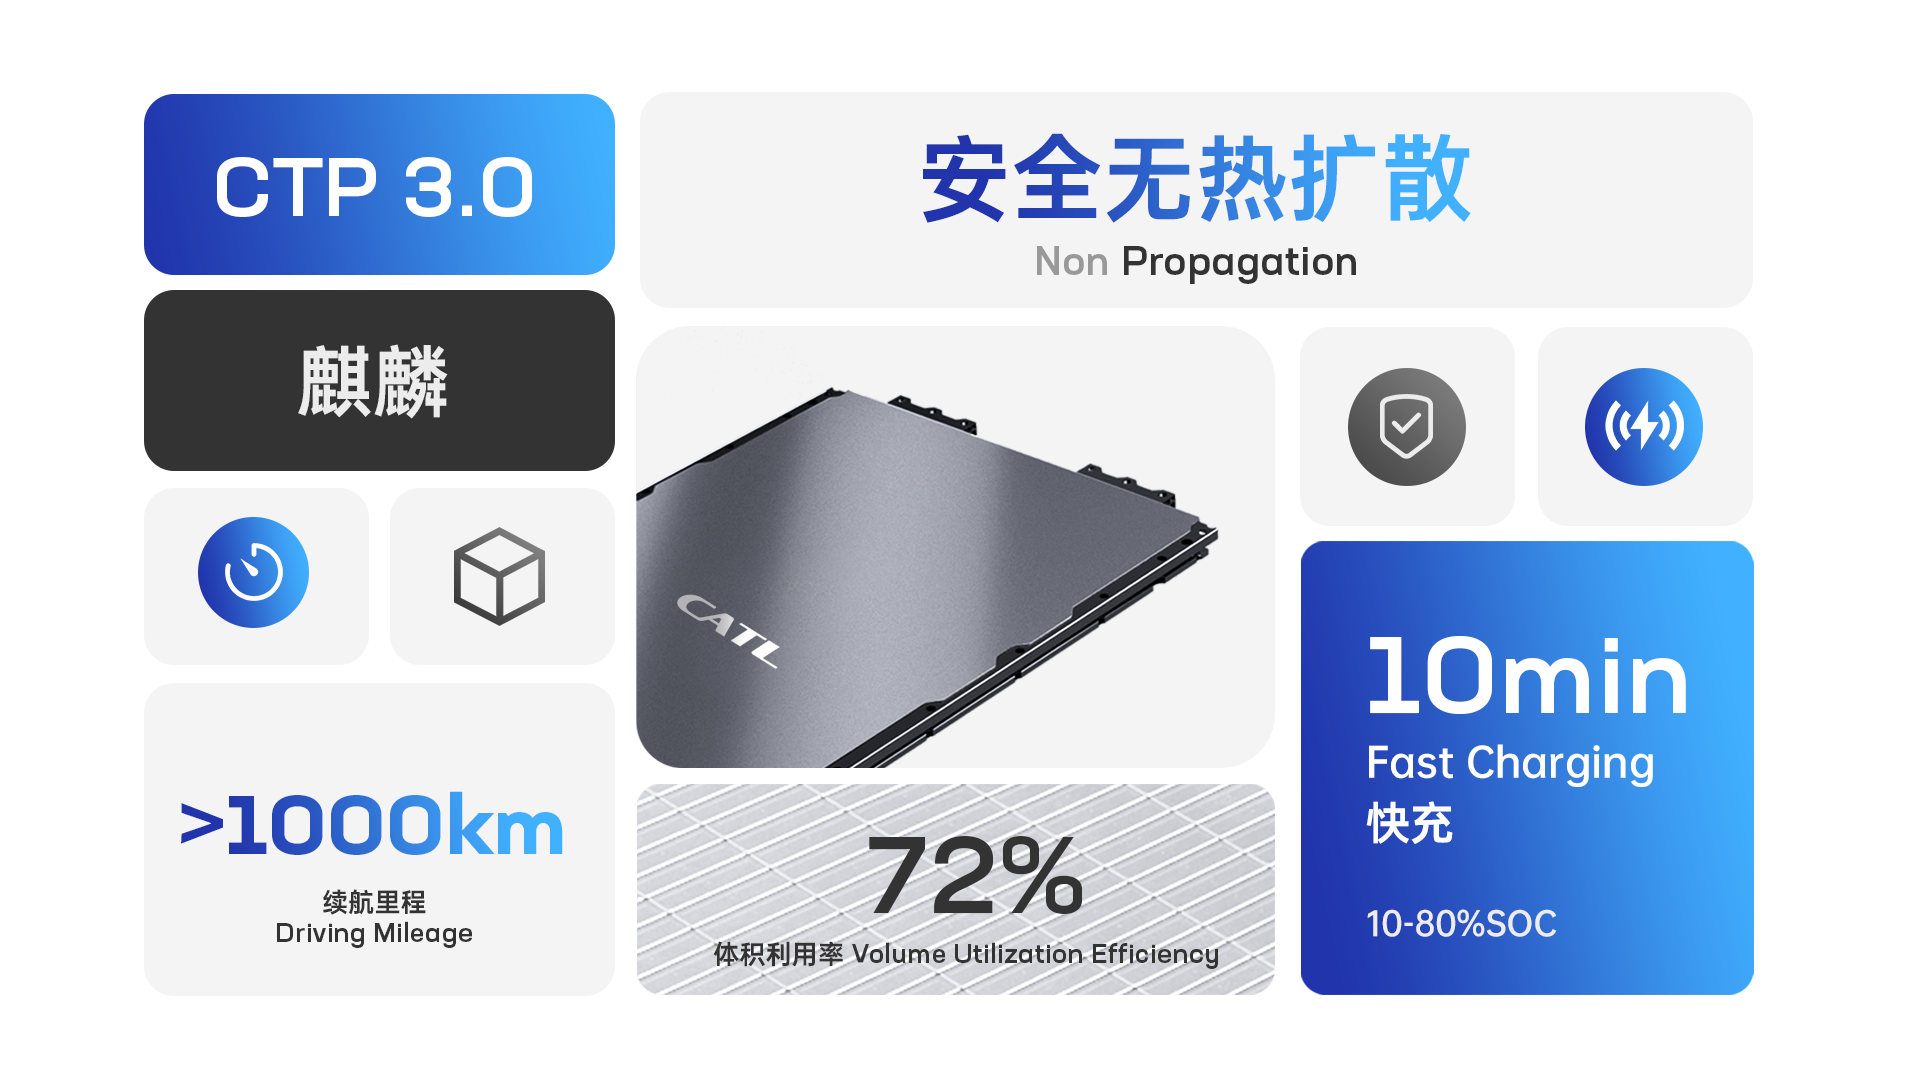 CTP 3.0
麒麟
>1000km
续航里程
Driving Mileage
安全无热扩散
Non Propagation
CATL
72%
体积利用率 Volume Utilization Efficiency
10min
Fast Charging
快充
10-80%SOC